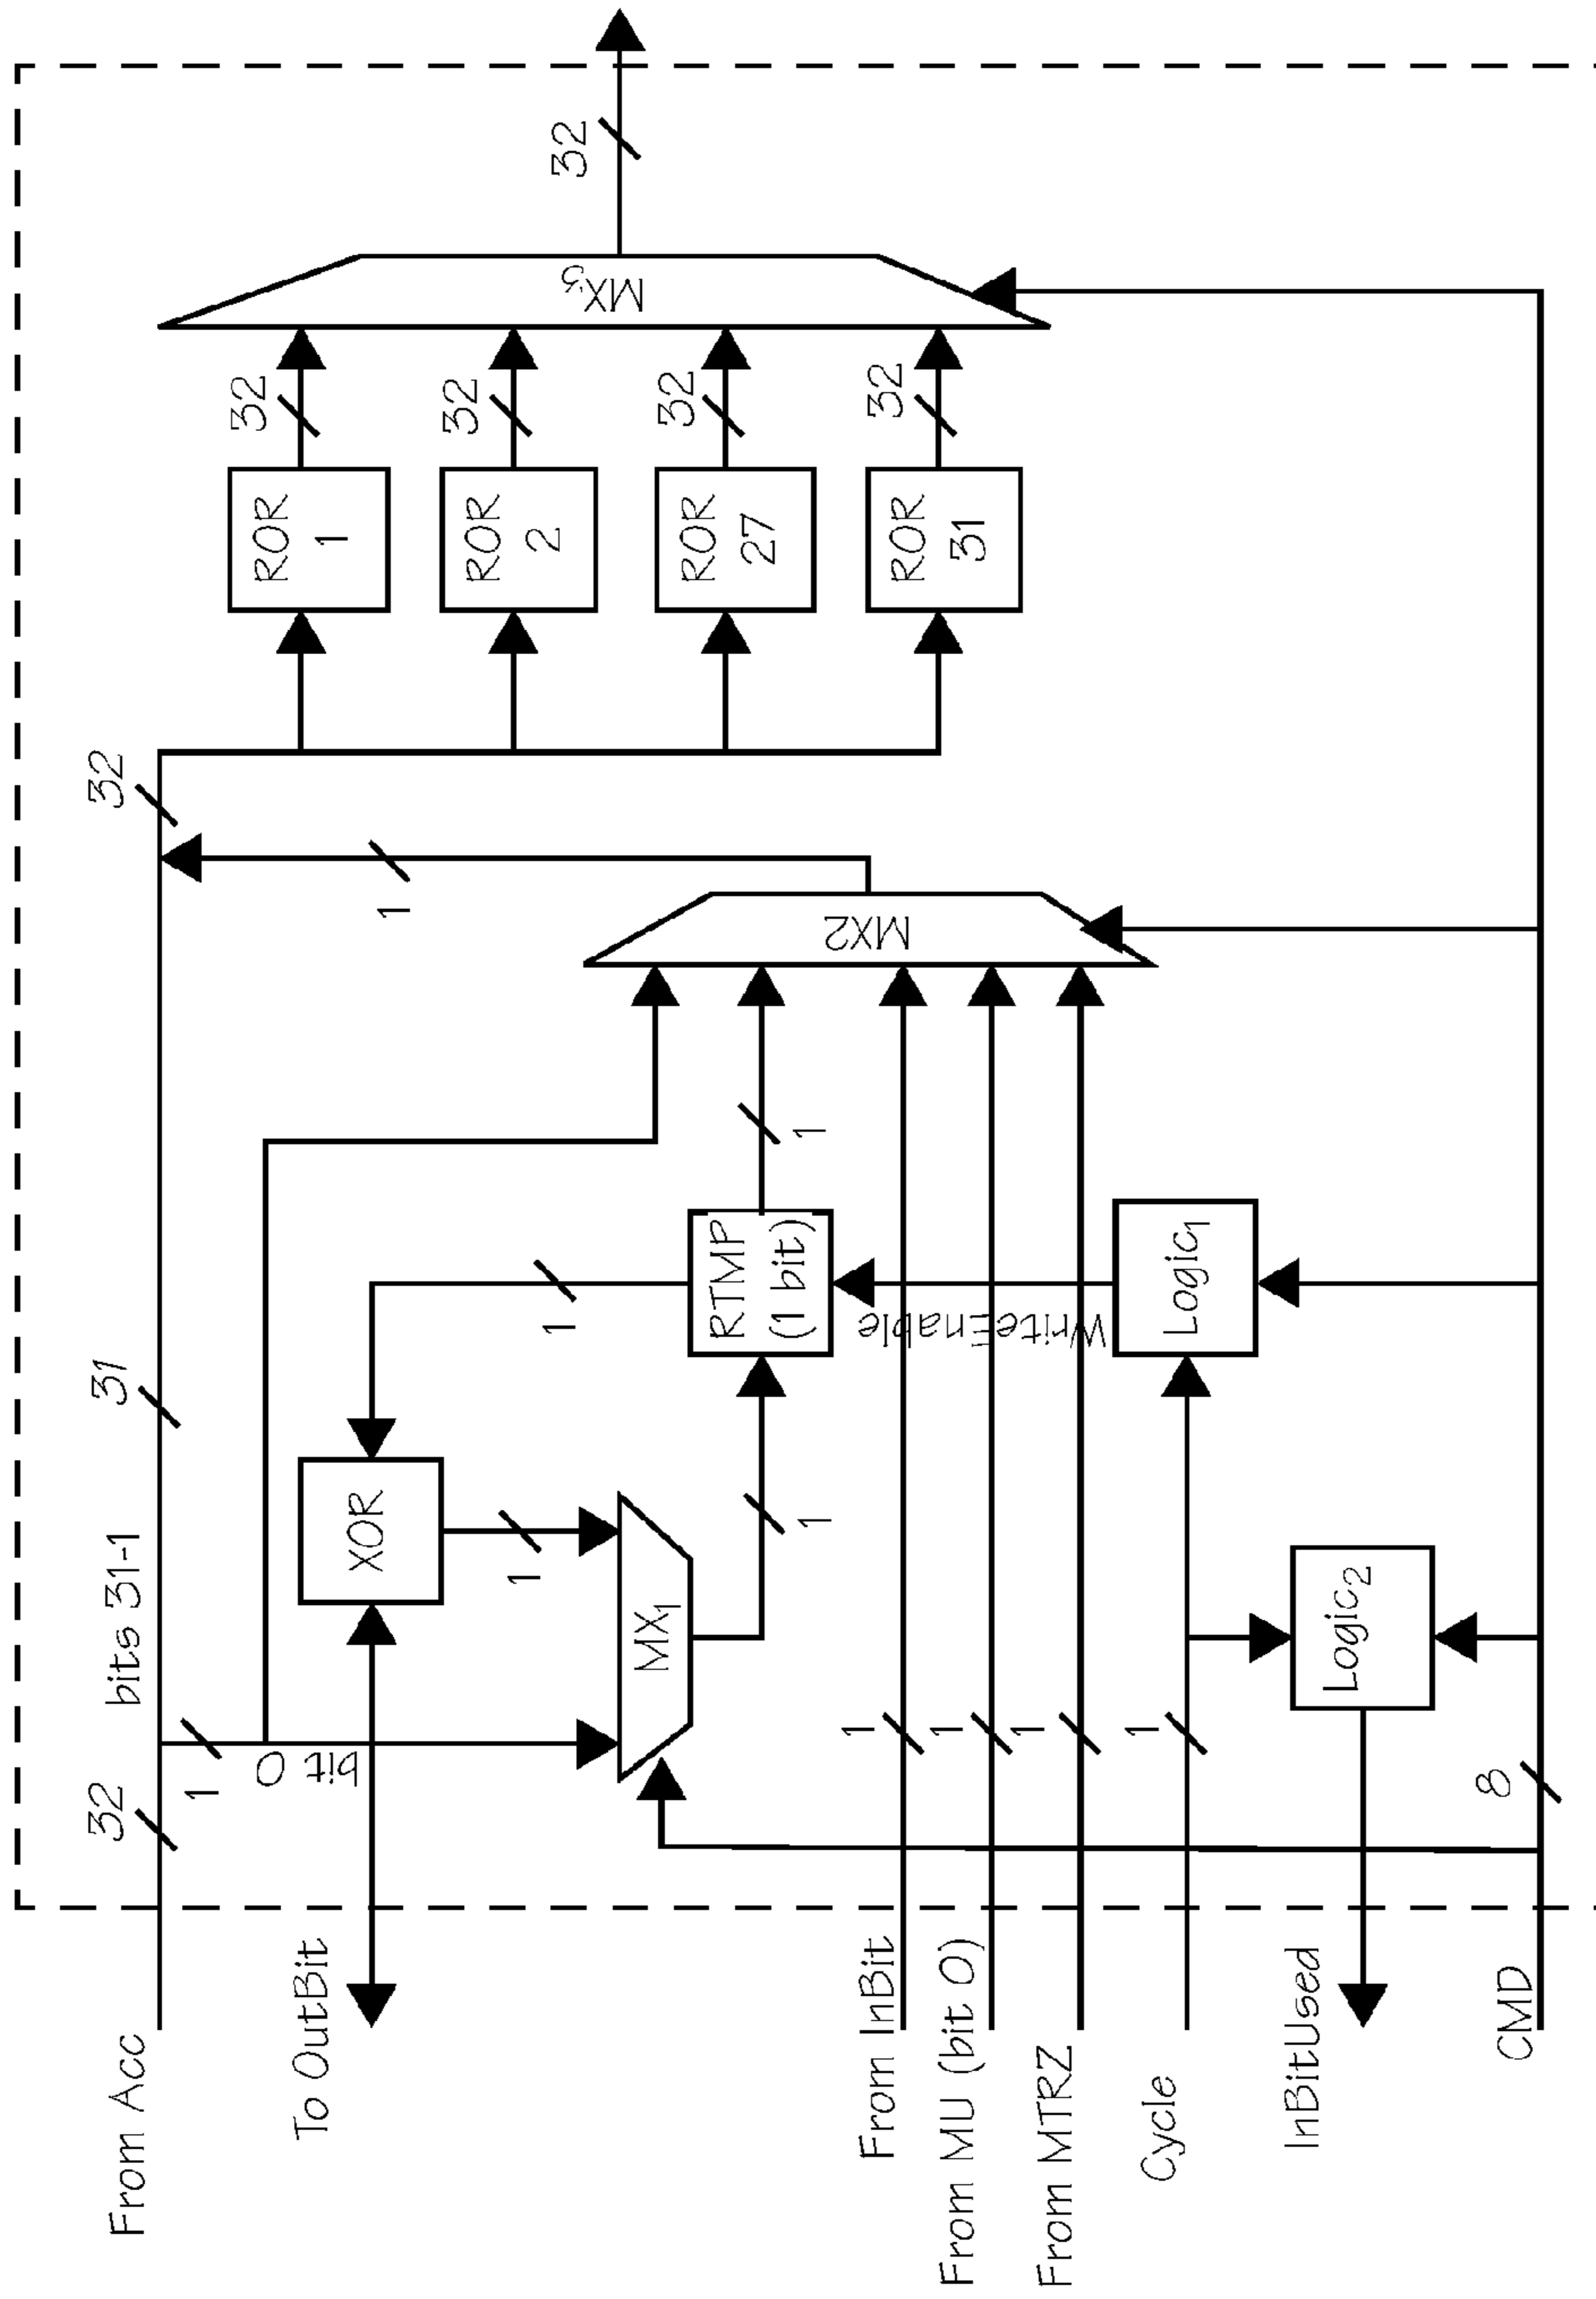 From Acc
32
bits 31-1
31
32
1
bit 0
To OutBit
XOR
1
1
MX1
1
RTMP
(1 bit)
1
WriteEnable
1
MX2
ROR
1
32
ROR
2
32
ROR
27
32
ROR
31
32
MX3
32
From InBit
1
From MU (bit 0)
1
From MTRZ
1
Cycle
1
Logic1
Logic2
InBitUsed
CMD
8